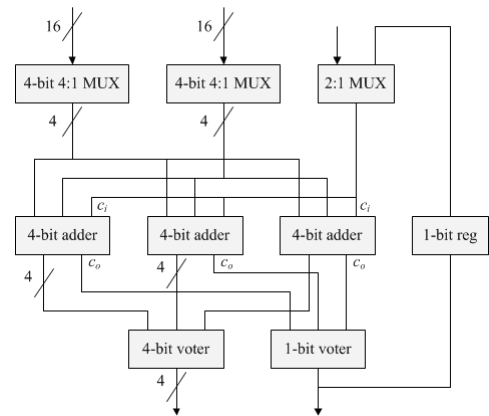 16
16
4-bit 4:1 MUX
4-bit 4:1 MUX
2:1 MUX
4
4
ci
ci
4-bit adder
4-bit adder
4-bit adder
1-bit reg
co
co
co
4
4
4-bit voter
1-bit voter
4